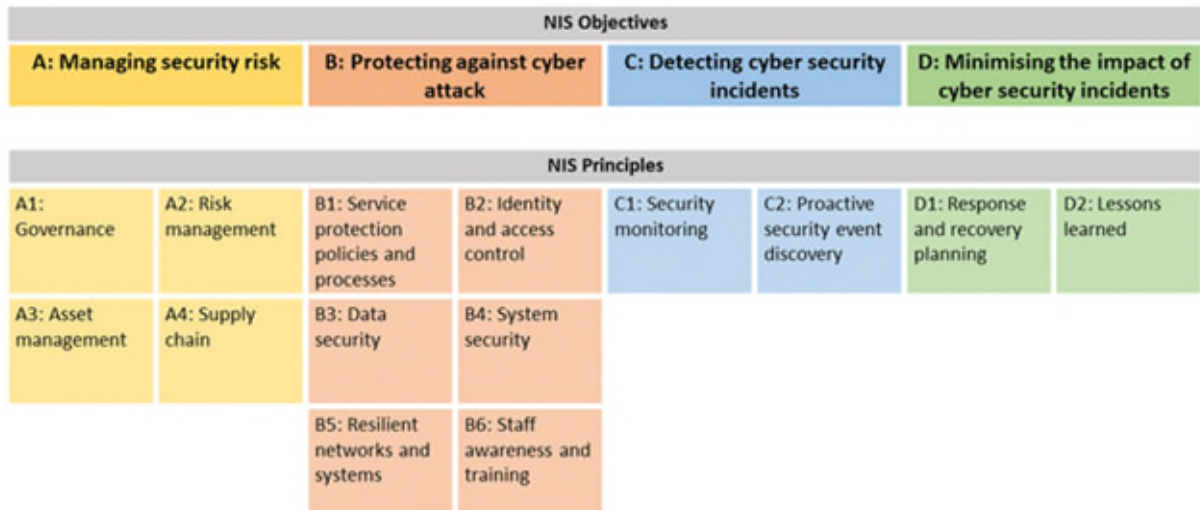 NIS Objectives
A: Managing security risk
B: Protecting against cyber
attack
C: Detecting cyber security
incidents
D: Minimising the impact of
cyber security incidents
NIS Principles
A1:
Governance
A2: Risk
management
B1: Service
protection
policies and
processes
B2: Identity
and access
control
C1: Security
monitoring
C2: Proactive
security event
discovery
D1: Response
and recovery
planning
D2: Lessons
learned
A3: Asset
management
A4: Supply
chain
B3: Data
security
B4: System
security
B5: Resilient
networks and
systems
B6: Staff
awareness and
training